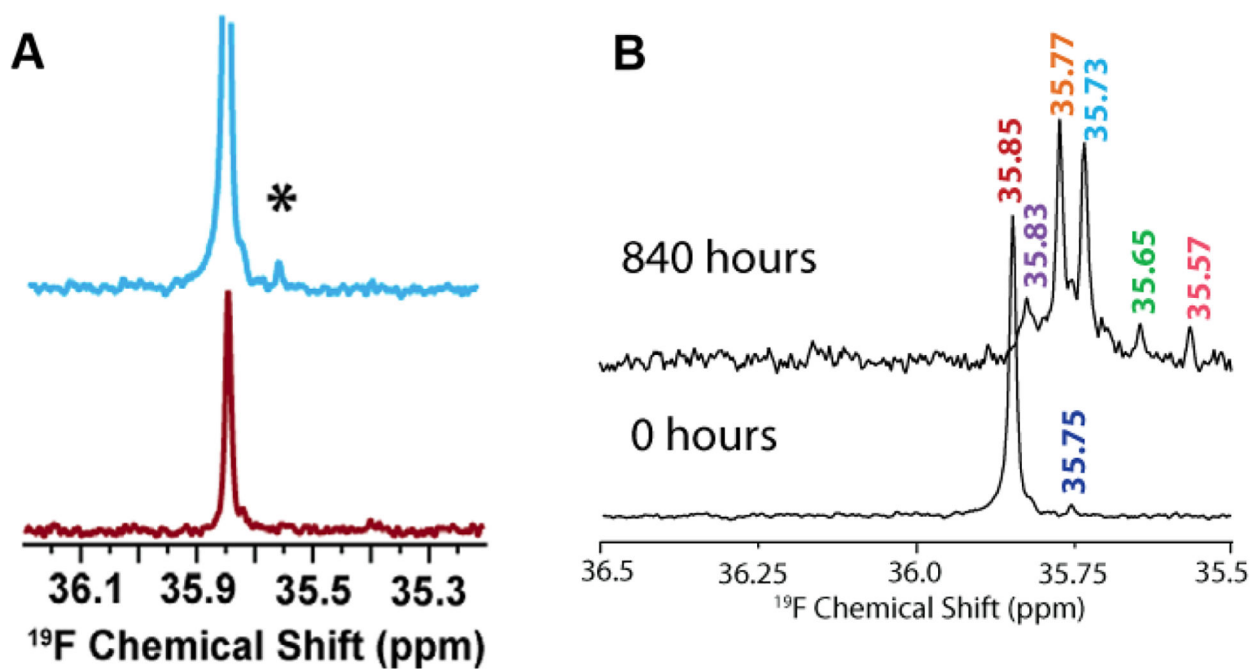 A
*
36.1 35.9 35.5 35.3
¹⁹F Chemical Shift (ppm)
B
35.85
35.83
35.77
35.73
35.65
35.57
840 hours
0 hours
35.75
36.5 36.25 36.0 35.75 35.5
¹⁹F Chemical Shift (ppm)